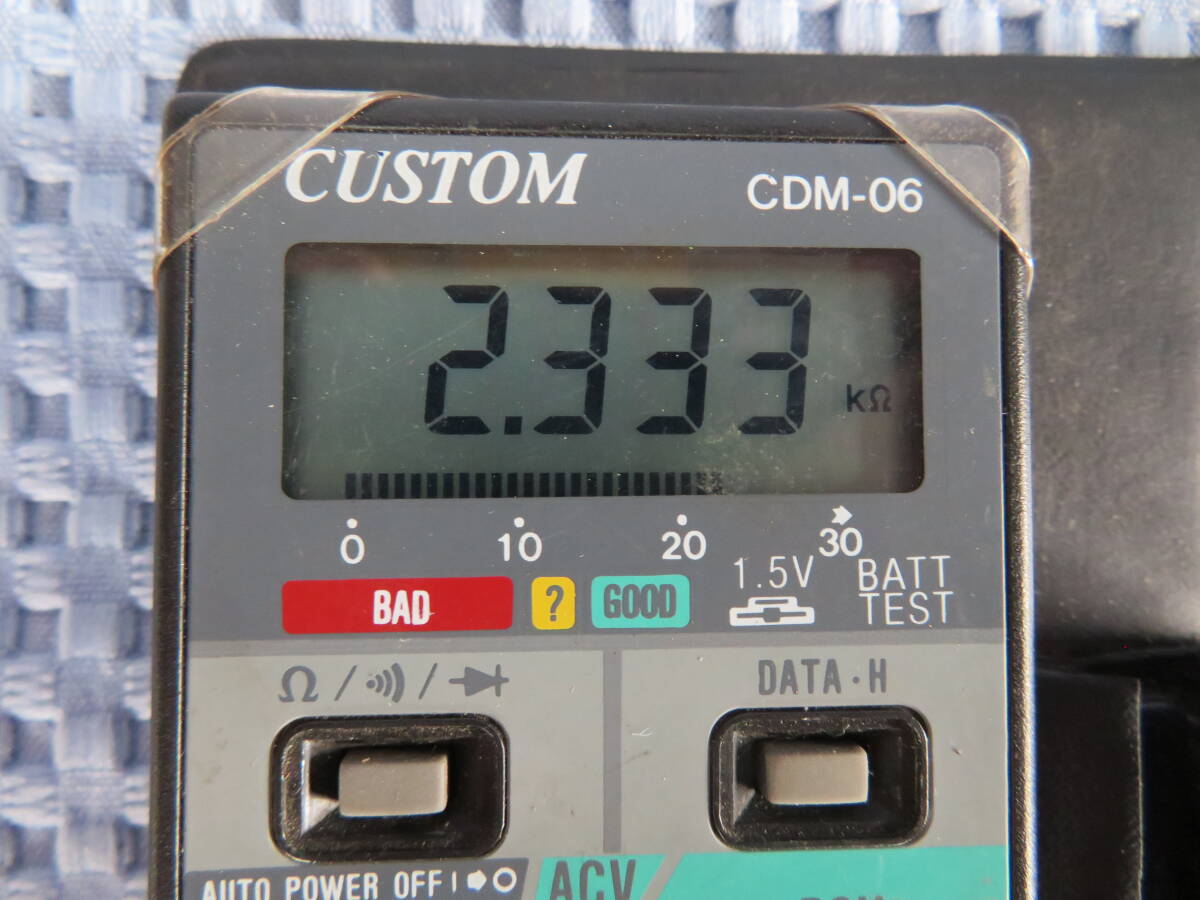 CUSTOM
CDM-06
2.333 kΩ
0 10 20 30
BAD ? GOOD
1.5V BATT TEST
Ω / /
DATA·H
AUTO POWER OFF
ACV